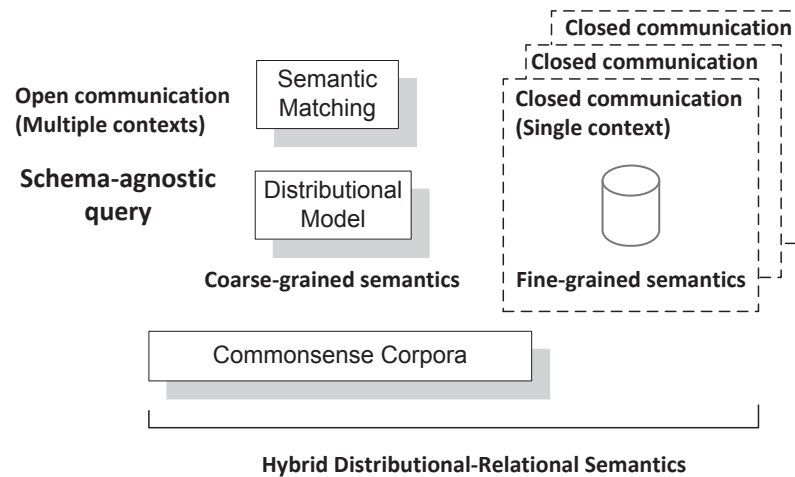 Closed communication
Closed communication
Closed communication
(Single context)
Open communication
(Multiple contexts)
Semantic
Matching
Schema-agnostic
query
Distributional
Model
Coarse-grained semantics
Fine-grained semantics
Commonsense Corpora
Hybrid Distributional-Relational Semantics